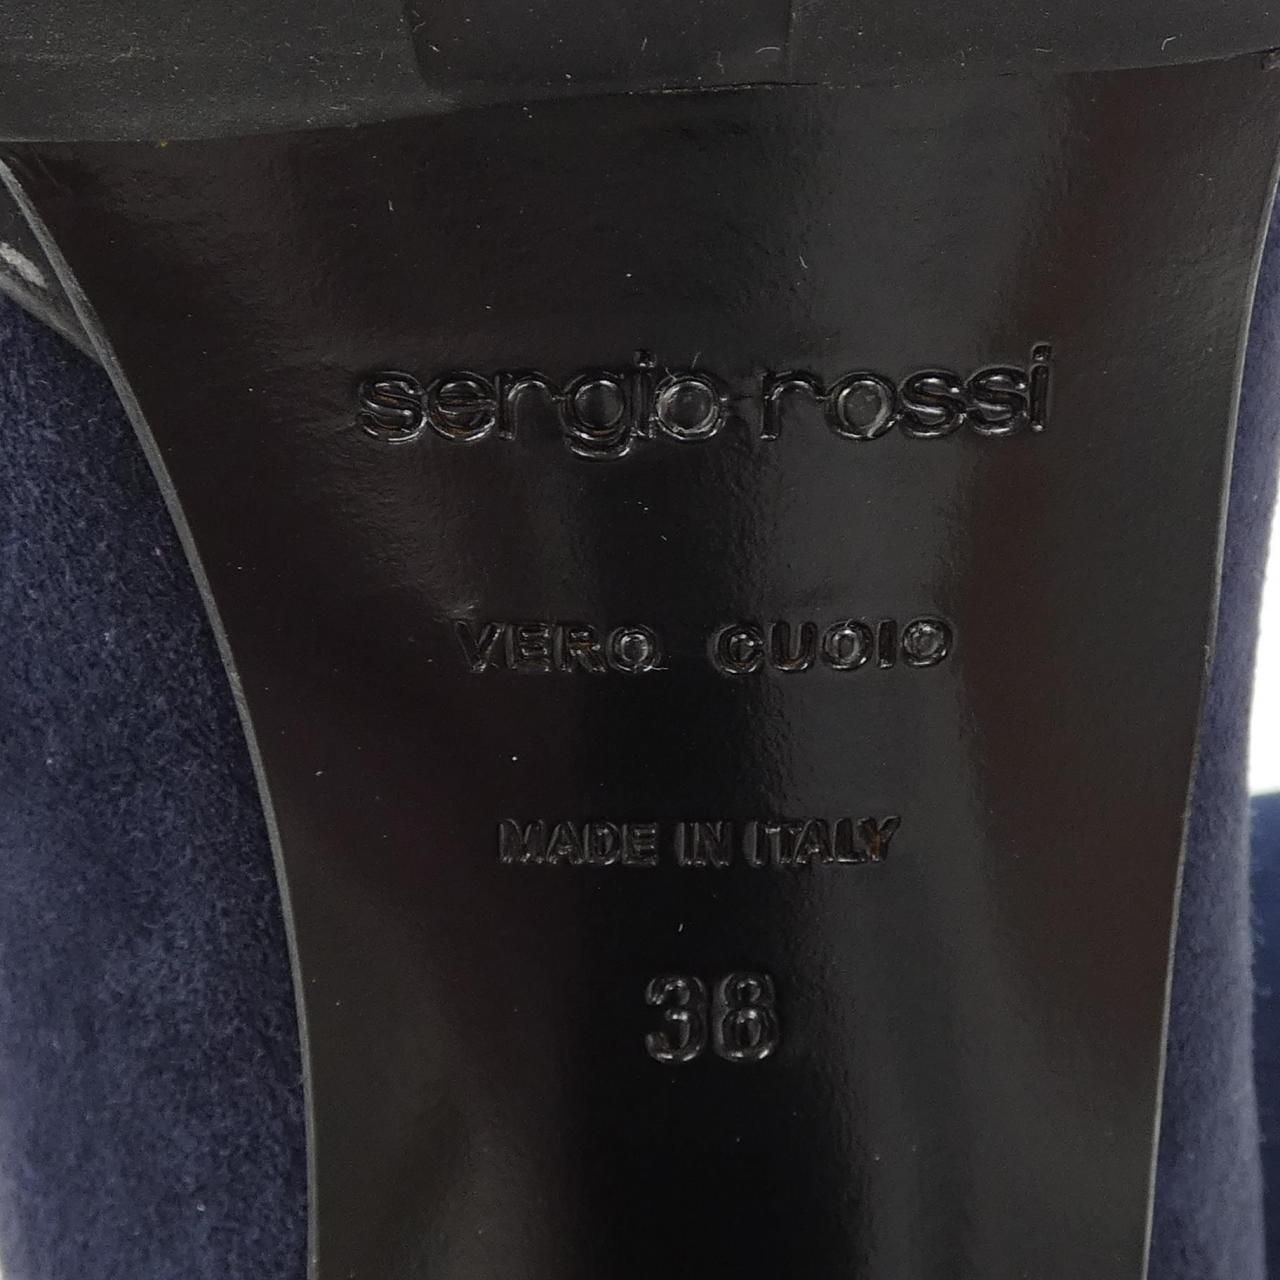 sergio rossi
VERO CUOIO
MADE IN ITALY
38